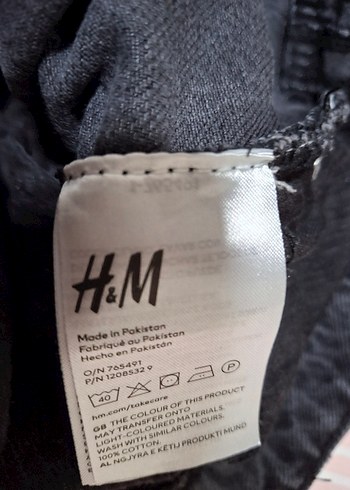 H&M
Made in Pakistan
Fabriqué au Pakistan
Hecho en Pakistán
O/N 765491
P/N 1208532 9
40 P
hm.com/takecare
GB THE COLOUR OF THIS PRODUCT
MAY TRANSFER ONTO
LIGHT-COLOURED MATERIALS.
WASH WITH SIMILAR COLOURS.
100% COTTON.
AL NGJYRA E KËTIJ PRODUKTI MUND